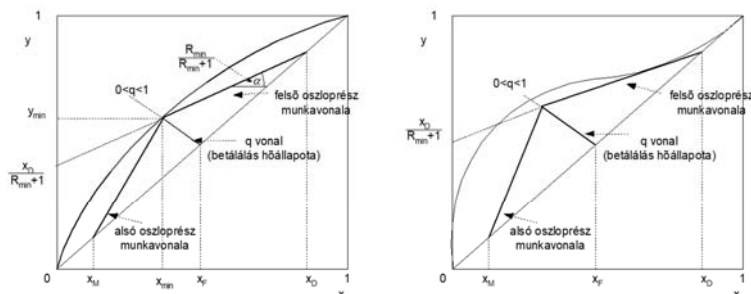 1
y
R_min
R_min+1
α
0<q<1
felső oszloprész
munkavonala
y_min
q vonal
(betálálás hőállapota)
x_D
R_min+1
alsó oszloprész
munkavonala
0
x_M
x_min
x_F
x_D
1
1
y
0<q<1
felső oszloprész
munkavonala
x_D
R_min+1
q vonal
(betálálás hőállapota)
alsó oszloprész
munkavonala
0
x_M
x_F
x_D
1